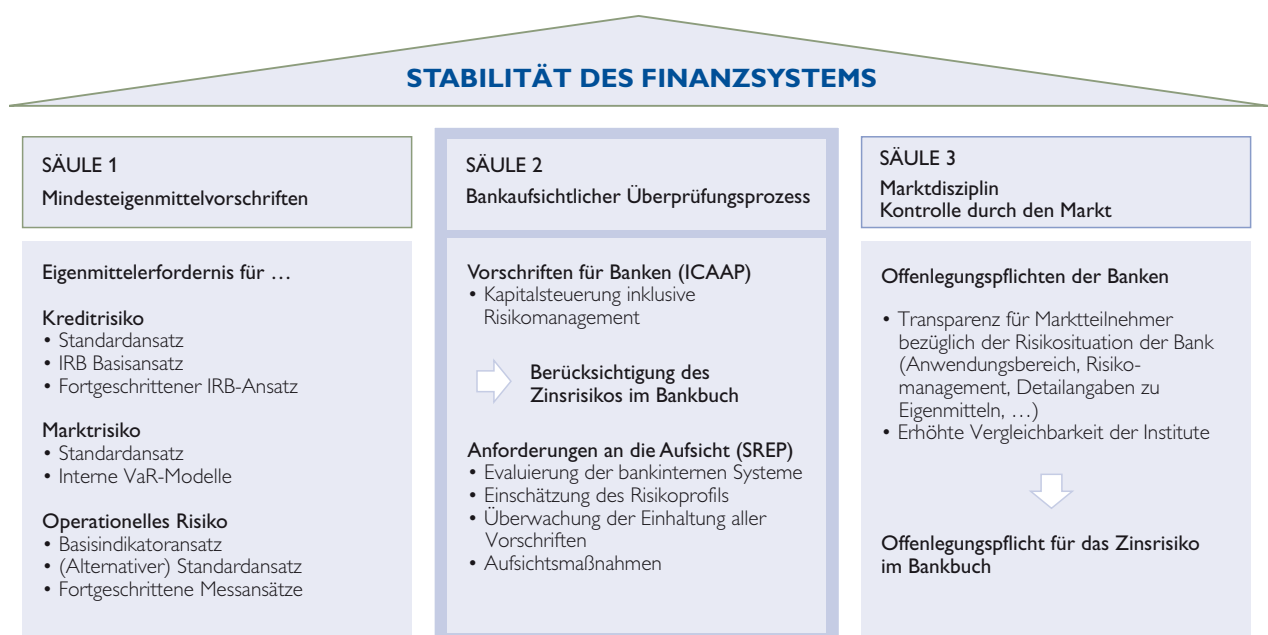 STABILITÄT DES FINANZSYSTEMS
SÄULE 1
Mindesteigenmittelvorschriften
Eigenmittelerfordernis für …
Kreditrisiko
• Standardansatz
• IRB Basisansatz
• Fortgeschrittener IRB-Ansatz
Marktrisiko
• Standardansatz
• Interne VaR-Modelle
Operationelles Risiko
• Basisindikatoransatz
• (Alternativer) Standardansatz
• Fortgeschrittene Messansätze
SÄULE 2
Bankaufsichtlicher Überprüfungsprozess
Vorschriften für Banken (ICAAP)
• Kapitalsteuerung inklusive
Risikomanagement
Berücksichtigung des
Zinsrisikos im Bankbuch
Anforderungen an die Aufsicht (SREP)
• Evaluierung der bankinternen Systeme
• Einschätzung des Risikoprofils
• Überwachung der Einhaltung aller
Vorschriften
• Aufsichtsmaßnahmen
SÄULE 3
Marktdisziplin
Kontrolle durch den Markt
Offenlegungspflichten der Banken
• Transparenz für Marktteilnehmer
bezüglich der Risikosituation der Bank
(Anwendungsbereich, Risiko-
management, Detailangaben zu
Eigenmitteln, …)
• Erhöhte Vergleichbarkeit der Institute
Offenlegungspflicht für das Zinsrisiko
im Bankbuch